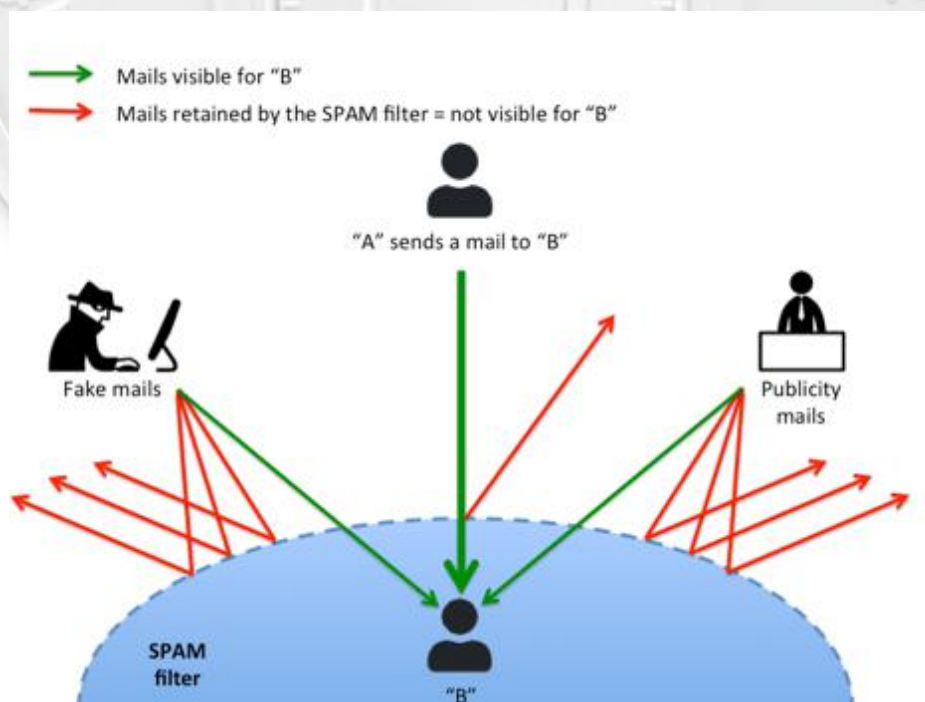 Mails visible for “B”
Mails retained by the SPAM filter = not visible for “B”
“A” sends a mail to “B”
Fake mails
Publicity
mails
SPAM
filter
“B”